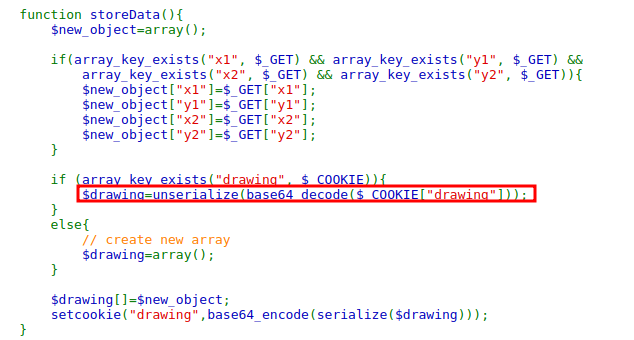 function storeData(){
$new_object=array();
if(array_key_exists("x1", $_GET) && array_key_exists("y1", $_GET) &&
array_key_exists("x2", $_GET) && array_key_exists("y2", $_GET)){
$new_object["x1"]=$_GET["x1"];
$new_object["y1"]=$_GET["y1"];
$new_object["x2"]=$_GET["x2"];
$new_object["y2"]=$_GET["y2"];
}
if (array_key_exists("drawing", $_COOKIE)){
$drawing=unserialize(base64_decode($_COOKIE["drawing"]));
}
else{
// create new array
$drawing=array();
}
$drawing[]=$new_object;
setcookie("drawing",base64_encode(serialize($drawing)));
}